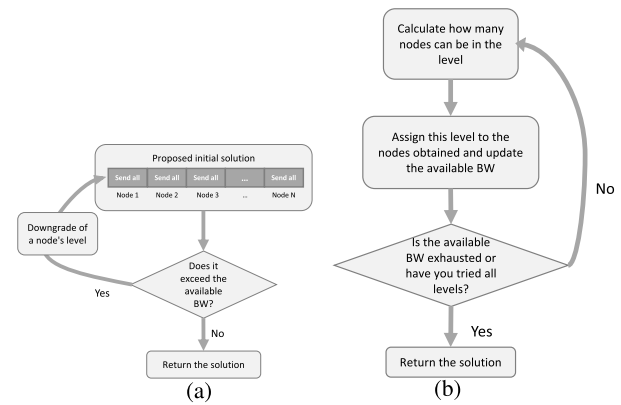 Proposed initial solution
Send all Send all Send all ... Send all
Node 1 Node 2 Node 3 ... Node N
Downgrade of
a node's level
Does it
exceed the
available
BW?
Yes
No
Return the solution
(a)
Calculate how many
nodes can be in the
level
Assign this level to the
nodes obtained and update
the available BW
Is the available
BW exhausted or
have you tried all
levels?
No
Yes
Return the solution
(b)